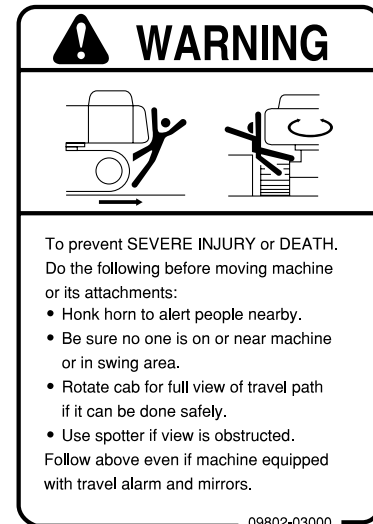 WARNING
To prevent SEVERE INJURY or DEATH.
Do the following before moving machine
or its attachments:
• Honk horn to alert people nearby.
• Be sure no one is on or near machine
or in swing area.
• Rotate cab for full view of travel path
if it can be done safely.
• Use spotter if view is obstructed.
Follow above even if machine equipped
with travel alarm and mirrors.
09802-03000